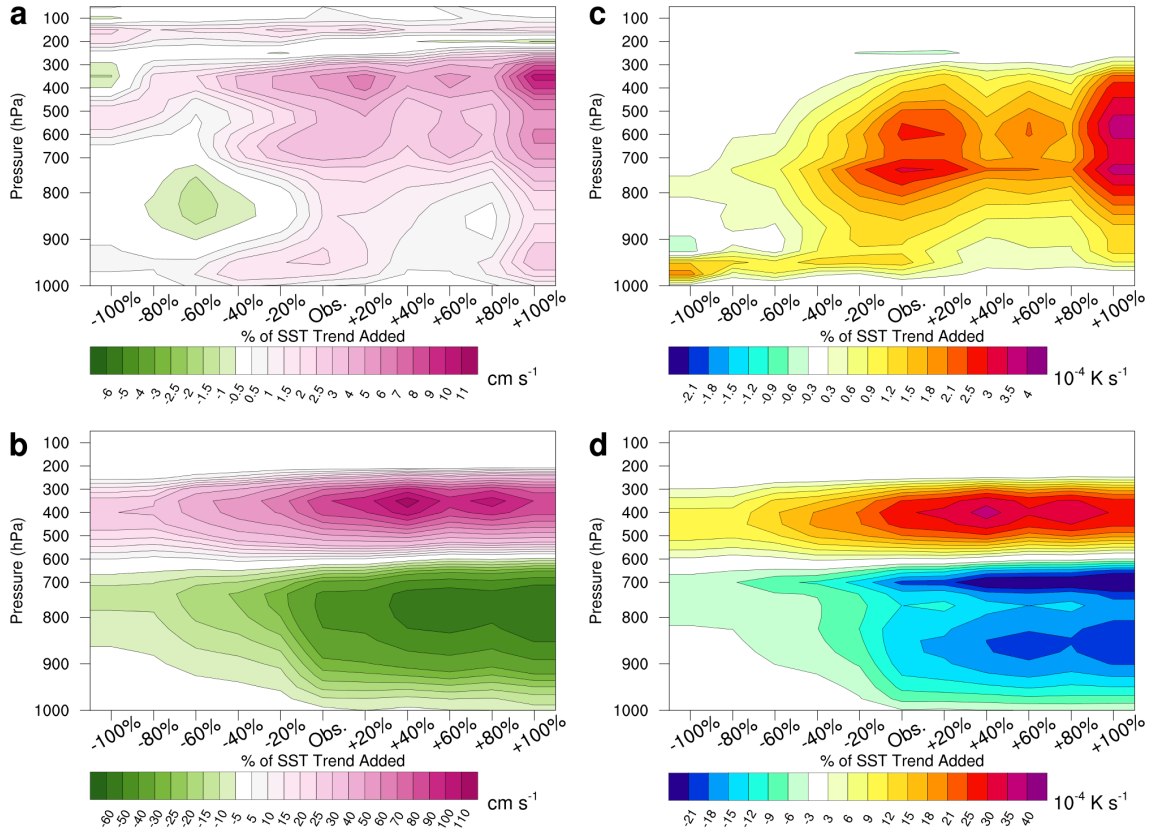 a
100
200
300
400
500
600
700
800
900
1000
Pressure (hPa)
-100% -80% -60% -40% -20% Obs. +20% +40% +60% +80% +100%
% of SST Trend Added
-6 -5 -4 -3 -2.5 -2 -1.5 -1 -0.5 0.5 1 1.5 2 2.5 3 4 5 6 7 8 9 10 11
cm s⁻¹
c
100
200
300
400
500
600
700
800
900
1000
Pressure (hPa)
-100% -80% -60% -40% -20% Obs. +20% +40% +60% +80% +100%
% of SST Trend Added
-2.1 -1.8 -1.5 -1.2 -0.9 -0.6 -0.3 0.3 0.6 0.9 1.2 1.5 1.8 2.1 2.5 3 3.5 4
10⁻⁴ K s⁻¹
b
100
200
300
400
500
600
700
800
900
1000
Pressure (hPa)
-100% -80% -60% -40% -20% Obs. +20% +40% +60% +80% +100%
% of SST Trend Added
-60 -50 -40 -30 -25 -20 -15 -10 -5 5 10 15 20 25 30 40 50 60 70 80 90 100 110
cm s⁻¹
d
100
200
300
400
500
600
700
800
900
1000
Pressure (hPa)
-100% -80% -60% -40% -20% Obs. +20% +40% +60% +80% +100%
% of SST Trend Added
-21 -18 -15 -12 -9 -6 -3 3 6 9 12 15 18 21 25 30 35 40
10⁻⁴ K s⁻¹